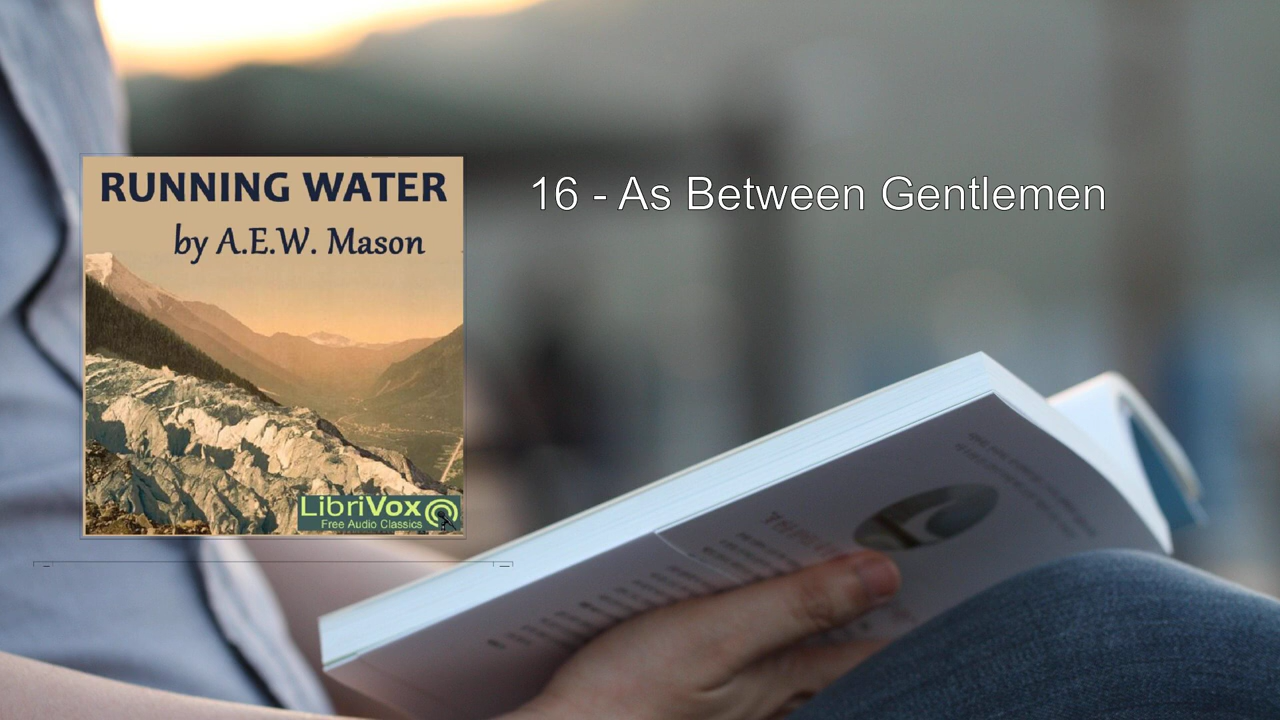 RUNNING WATER
by A.E.W. Mason
LibriVox
Free Audio Classics
16 - As Between Gentlemen